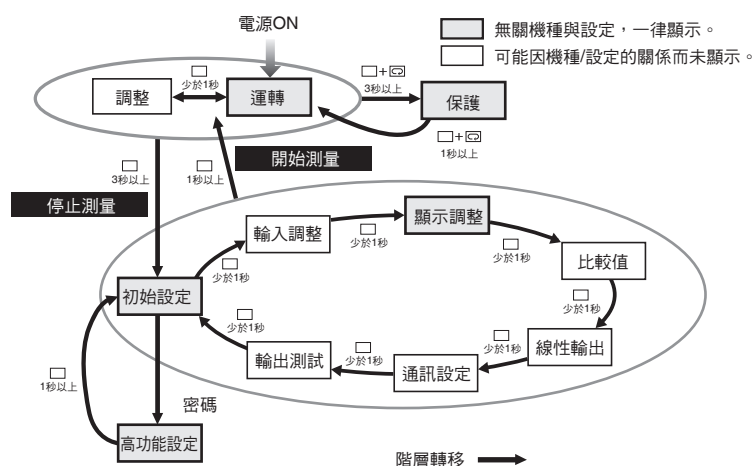 電源ON
無關機種與設定，一律顯示。
可能因機種/設定的關係而未顯示。
調整
少於1秒
運轉
3秒以上
保護
1秒以上
開始測量
3秒以上
1秒以上
停止測量
輸入調整
少於1秒
顯示調整
少於1秒
比較值
少於1秒
初始設定
少於1秒
線性輸出
少於1秒
通訊設定
少於1秒
輸出測試
少於1秒
1秒以上
密碼
高功能設定
階層轉移